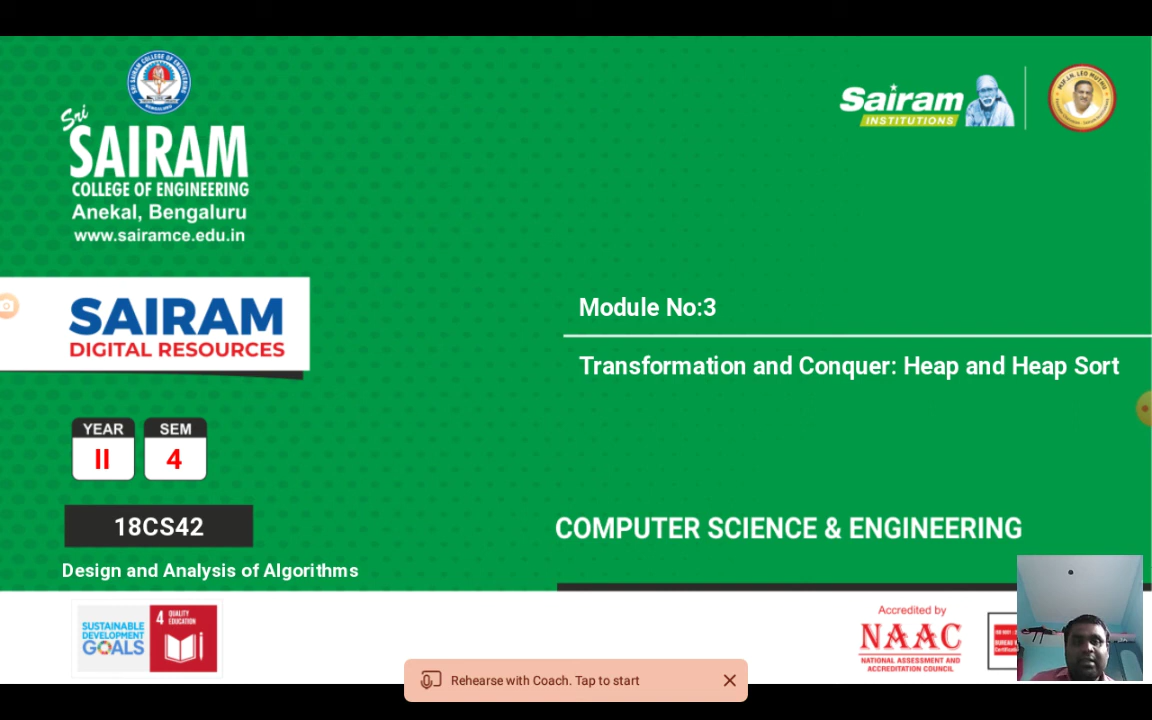 Sri
SAIRAM
COLLEGE OF ENGINEERING
Anekal, Bengaluru
www.sairamce.edu.in
Sairam
INSTITUTIONS
SAIRAM
DIGITAL RESOURCES
Module No:3
Transformation and Conquer: Heap and Heap Sort
YEAR
II
SEM
4
18CS42
Design and Analysis of Algorithms
COMPUTER SCIENCE & ENGINEERING
SUSTAINABLE
DEVELOPMENT
GOALS
4 QUALITY
EDUCATION
Accredited by
NAAC
NATIONAL ASSESSMENT AND
ACCREDITATION COUNCIL
Rehearse with Coach. Tap to start